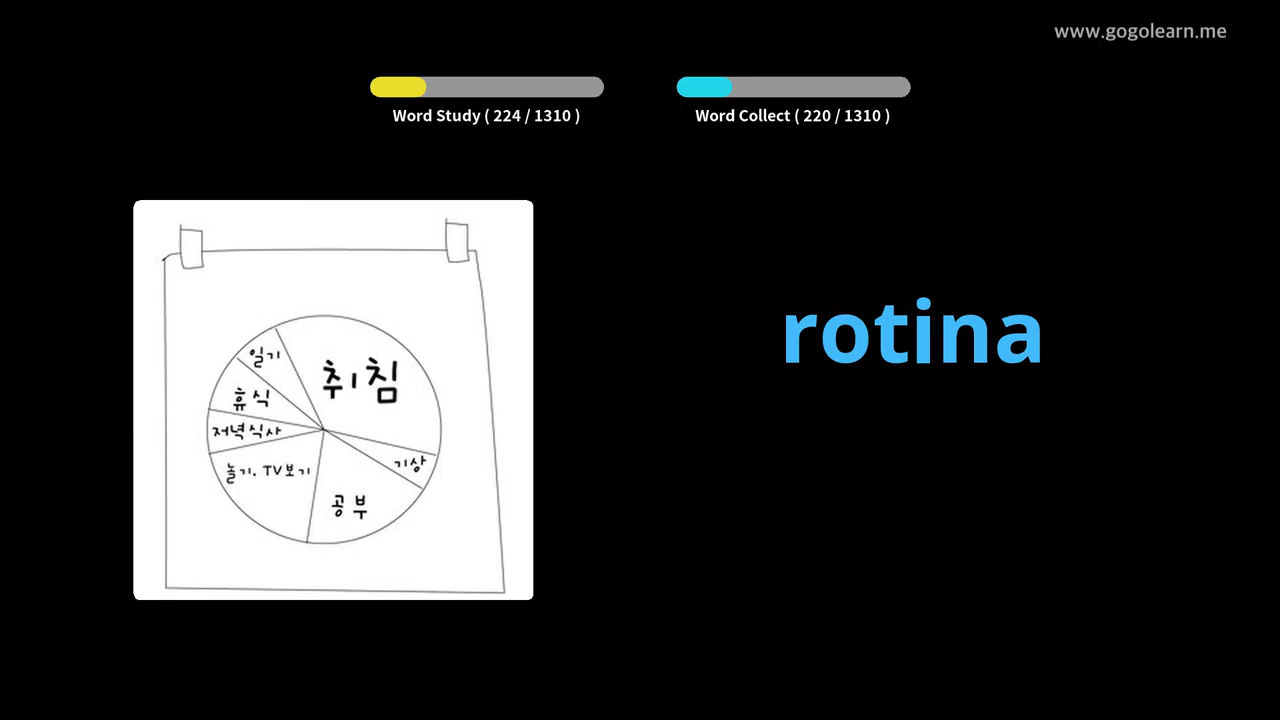 www.gogolearn.me
Word Study ( 224 / 1310 )
Word Collect ( 220 / 1310 )
일기
취침
휴식
저녁식사
놀기. TV보기
기상
공부
rotina